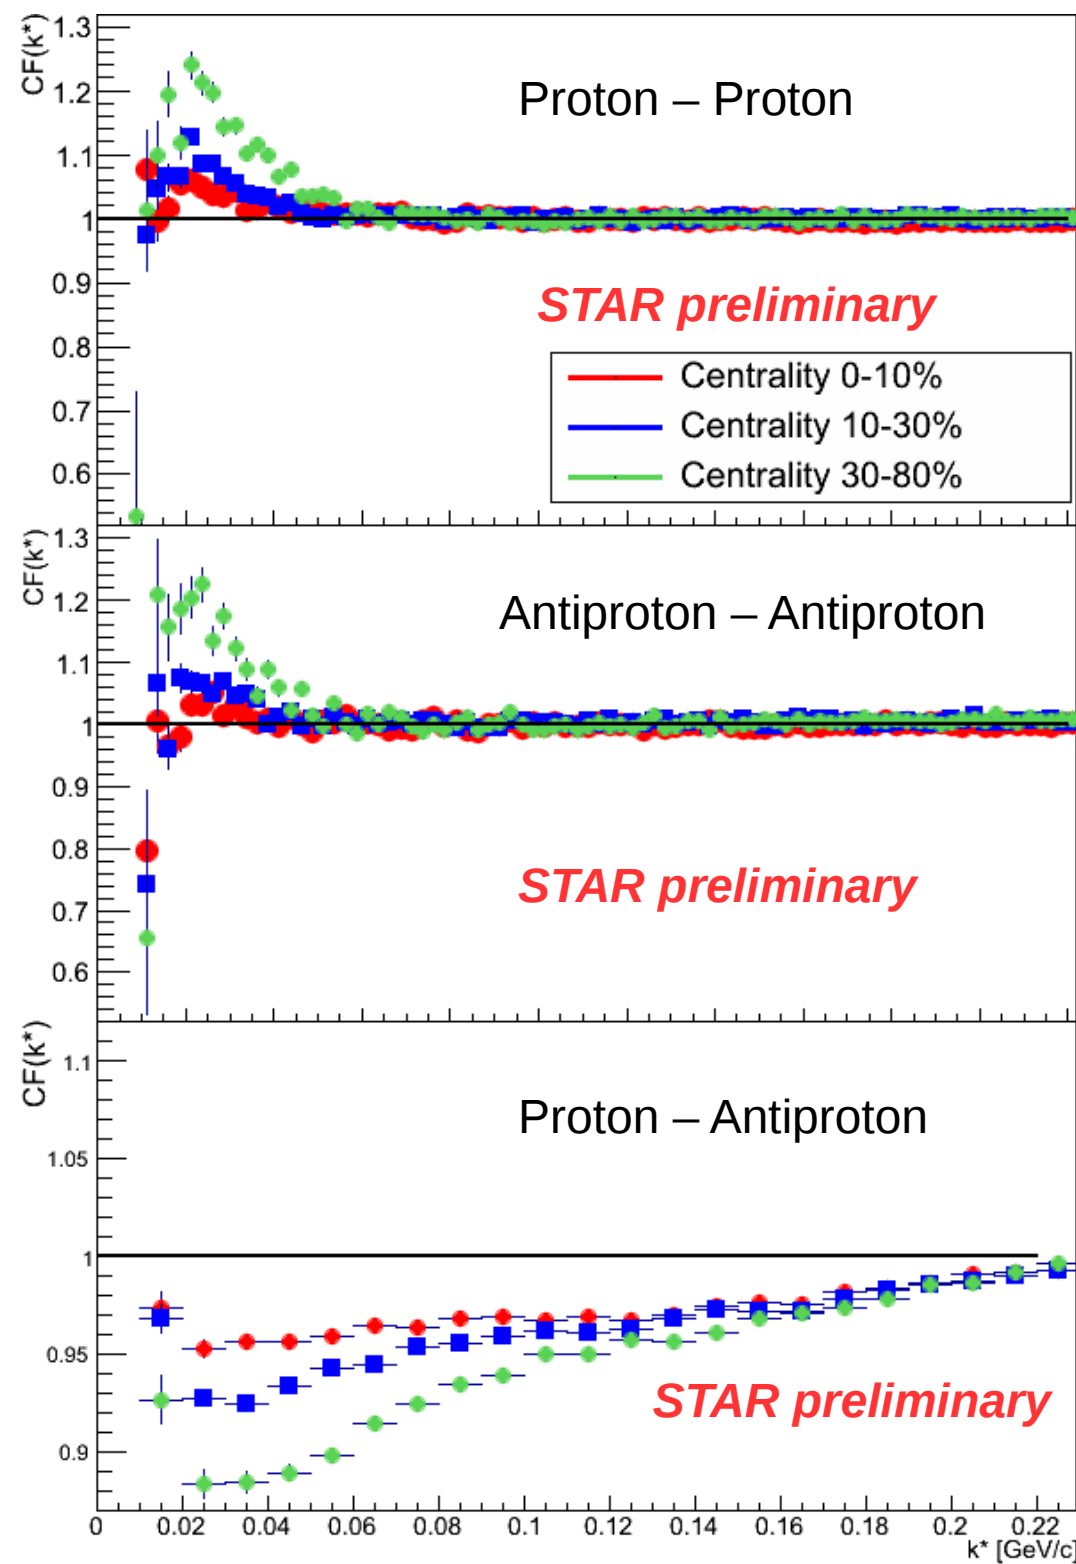 CF(k*)
1.3
1.2
1.1
1
0.9
0.8
0.7
0.6
Proton – Proton
STAR preliminary
Centrality 0-10%
Centrality 10-30%
Centrality 30-80%
CF(k*)
1.3
1.2
1.1
1
0.9
0.8
0.7
0.6
Antiproton – Antiproton
STAR preliminary
CF(k*)
1.1
1.05
1
0.95
0.9
Proton – Antiproton
STAR preliminary
0 0.02 0.04 0.06 0.08 0.1 0.12 0.14 0.16 0.18 0.2 0.22
k* [GeV/c]